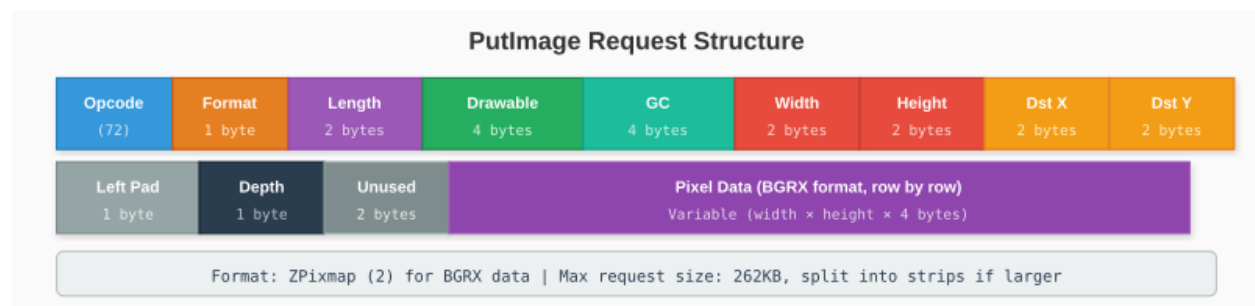 PutImage Request Structure
Opcode Format Length Drawable GC Width Height Dst X Dst Y
(72) 1 byte 2 bytes 4 bytes 4 bytes 2 bytes 2 bytes 2 bytes 2 bytes
Left Pad Depth Unused Pixel Data (BGRX format, row by row)
1 byte 1 byte 2 bytes Variable (width × height × 4 bytes)
Format: ZPixmap (2) for BGRX data | Max request size: 262KB, split into strips if larger